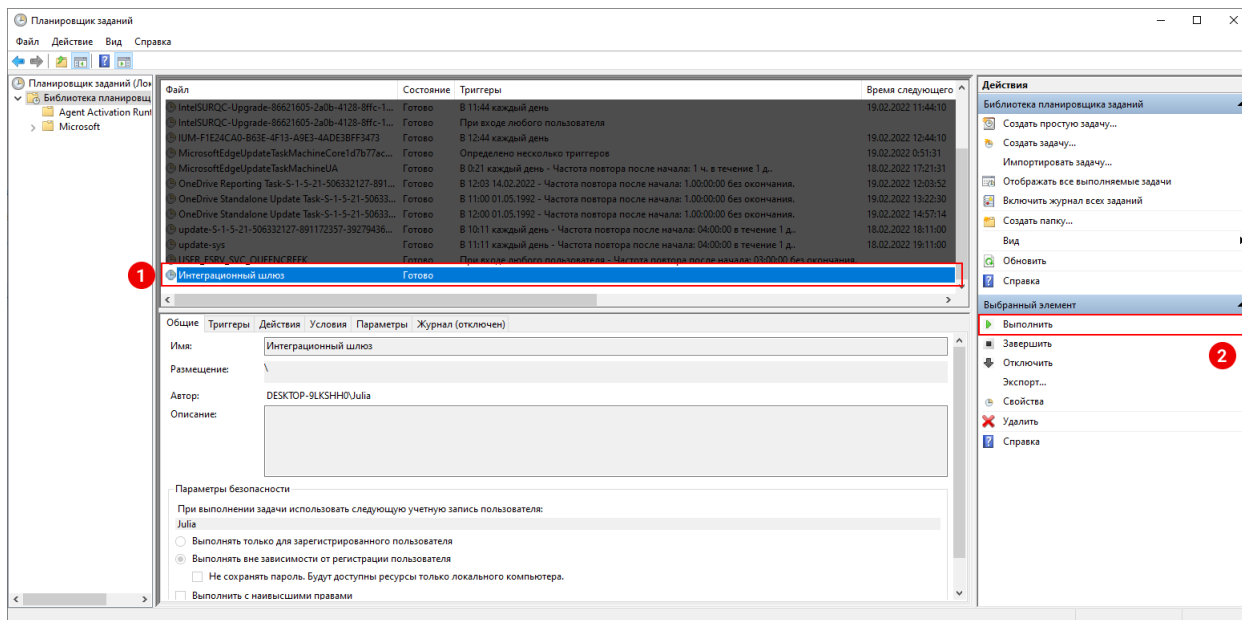 Планировщик заданий
Файл Действие Вид Справка
Планировщик заданий (Лок
Библиотека планировщ
Agent Activation Runt
Microsoft
Файл Состояние Триггеры Время следующего
IntelSURQC-Upgrade-86621605-2a0b-4128-8ffc-1... Готово В 11:44 каждый день 19.02.2022 11:44:10
IntelSURQC-Upgrade-86621605-2a0b-4128-8ffc-1... Готово При входе любого пользователя
IUM-F1E24CA0-B63E-4F13-A9E3-4ADE3BFF3473 Готово В 12:44 каждый день 19.02.2022 12:44:10
MicrosoftEdgeUpdateTaskMachineCore1d7b77ac... Готово Определено несколько триггеров 19.02.2022 0:51:31
MicrosoftEdgeUpdateTaskMachineUA Готово В 0:21 каждый день - Частота повтора после начала: 1 ч. в течение 1 д.. 18.02.2022 17:21:31
OneDrive Reporting Task-S-1-5-21-506332127-891... Готово В 12:03 14.02.2022 - Частота повтора после начала: 1.00:00:00 без окончания. 19.02.2022 12:03:52
OneDrive Standalone Update Task-S-1-5-21-50633... Готово В 11:00 01.05.1992 - Частота повтора после начала: 1.00:00:00 без окончания. 19.02.2022 13:22:30
OneDrive Standalone Update Task-S-1-5-21-50633... Готово В 12:00 01.05.1992 - Частота повтора после начала: 1.00:00:00 без окончания. 19.02.2022 14:57:14
update-S-1-5-21-506332127-891172357-39279436... Готово В 10:11 каждый день - Частота повтора после начала: 04:00:00 в течение 1 д.. 18.02.2022 18:11:00
update-sys Готово В 11:11 каждый день - Частота повтора после начала: 04:00:00 в течение 1 д.. 18.02.2022 19:11:00
USER_ESRV_SVC_QUEENCREEK Готово При входе любого пользователя - Частота повтора после начала: 03:00:00 без окончания.
1
Интеграционный шлюз Готово
Общие Триггеры Действия Условия Параметры Журнал (отключен)
Имя: Интеграционный шлюз
Размещение: \
Автор: DESKTOP-9LKSHH0\Julia
Описание:
Параметры безопасности
При выполнении задачи использовать следующую учетную запись пользователя:
Julia
Выполнять только для зарегистрированного пользователя
Выполнять вне зависимости от регистрации пользователя
Не сохранять пароль. Будут доступны ресурсы только локального компьютера.
Выполнить с наивысшими правами
Действия
Библиотека планировщика заданий
Создать простую задачу...
Создать задачу...
Импортировать задачу...
Отображать все выполняемые задачи
Включить журнал всех заданий
Создать папку...
Вид
Обновить
Справка
Выбранный элемент
Выполнить
2
Завершить
Отключить
Экспорт...
Свойства
Удалить
Справка